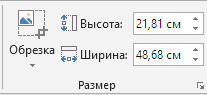 Высота: 21,81 см
Обрезка
Ширина: 48,68 см
Размер